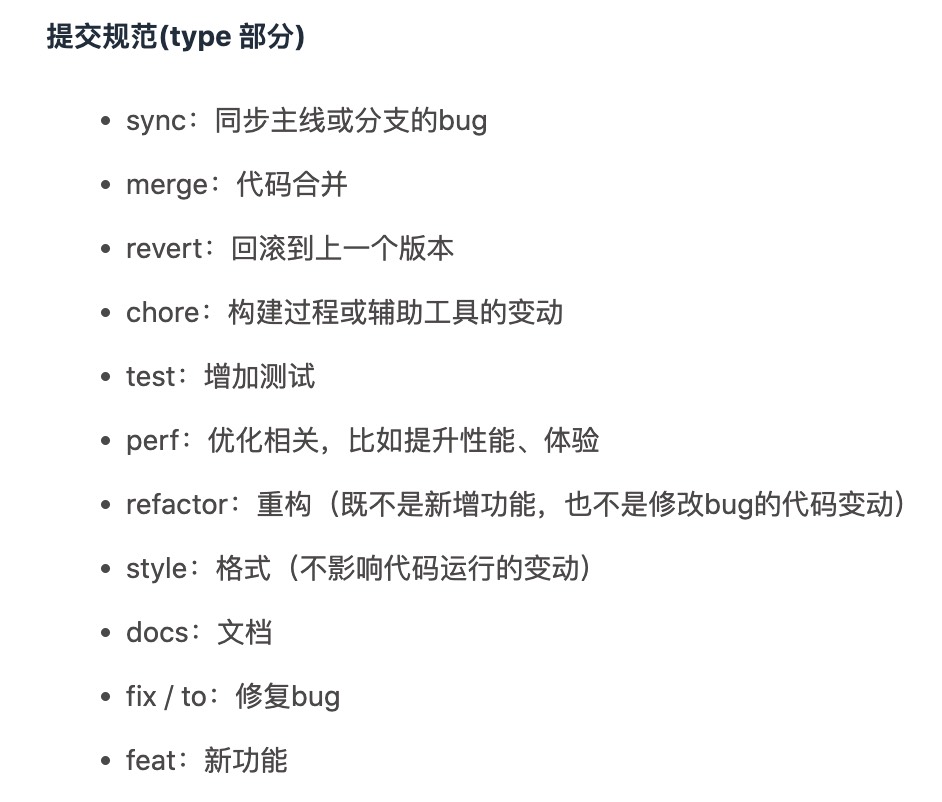 提交规范(type 部分)
• sync：同步主线或分支的bug
• merge：代码合并
• revert：回滚到上一个版本
• chore：构建过程或辅助工具的变动
• test：增加测试
• perf：优化相关，比如提升性能、体验
• refactor：重构（既不是新增功能，也不是修改bug的代码变动）
• style：格式（不影响代码运行的变动）
• docs：文档
• fix / to：修复bug
• feat：新功能